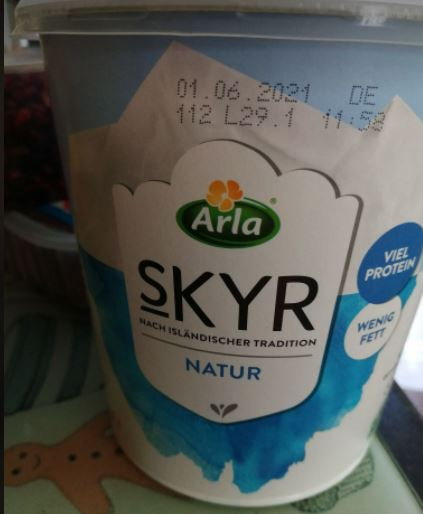 01.06.2021 DE
112 L29.1 11:58
Arla
SKYR
NACH ISLÄNDISCHER TRADITION
NATUR
VIEL
PROTEIN
WENIG
FETT